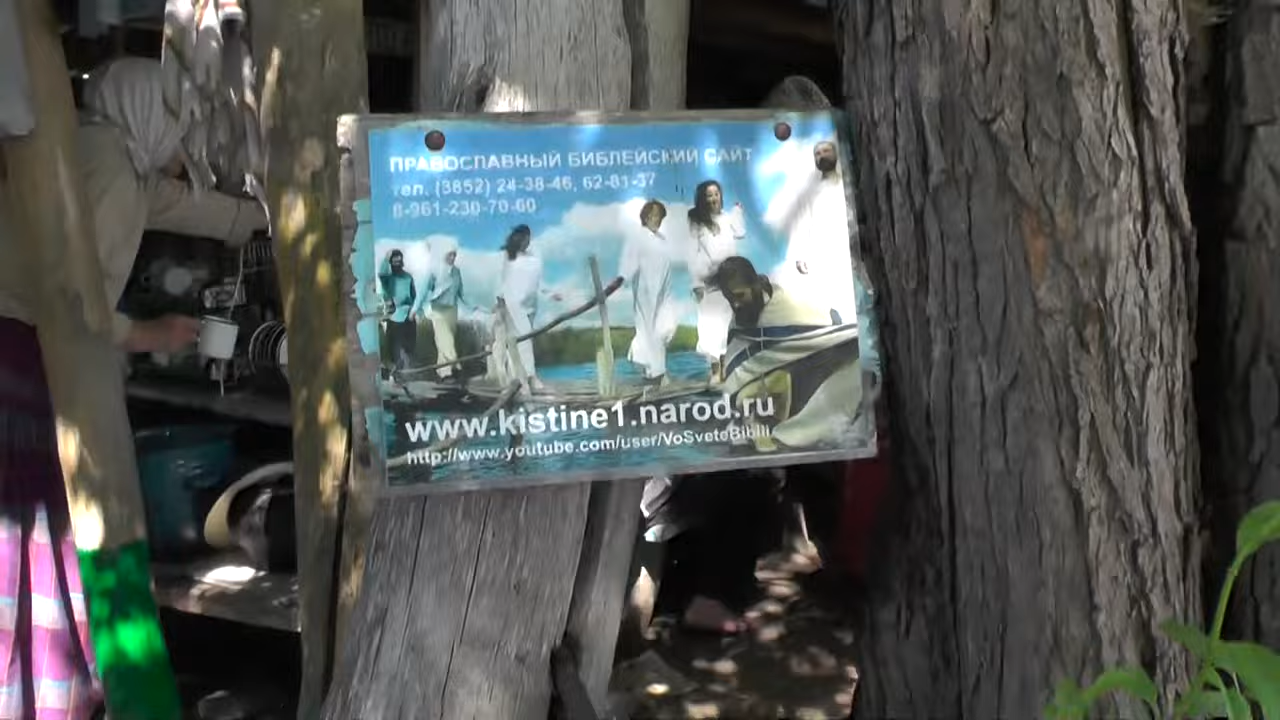 ПРАВОСЛАВНЫЙ БИБЛЕЙСКИЙ САЙТ
тел. (3852) 24-38-46, 62-81-37
8-961-230-70-60
www.kistine1.narod.ru
http://www.youtube.com/user/VoSveteBiblii